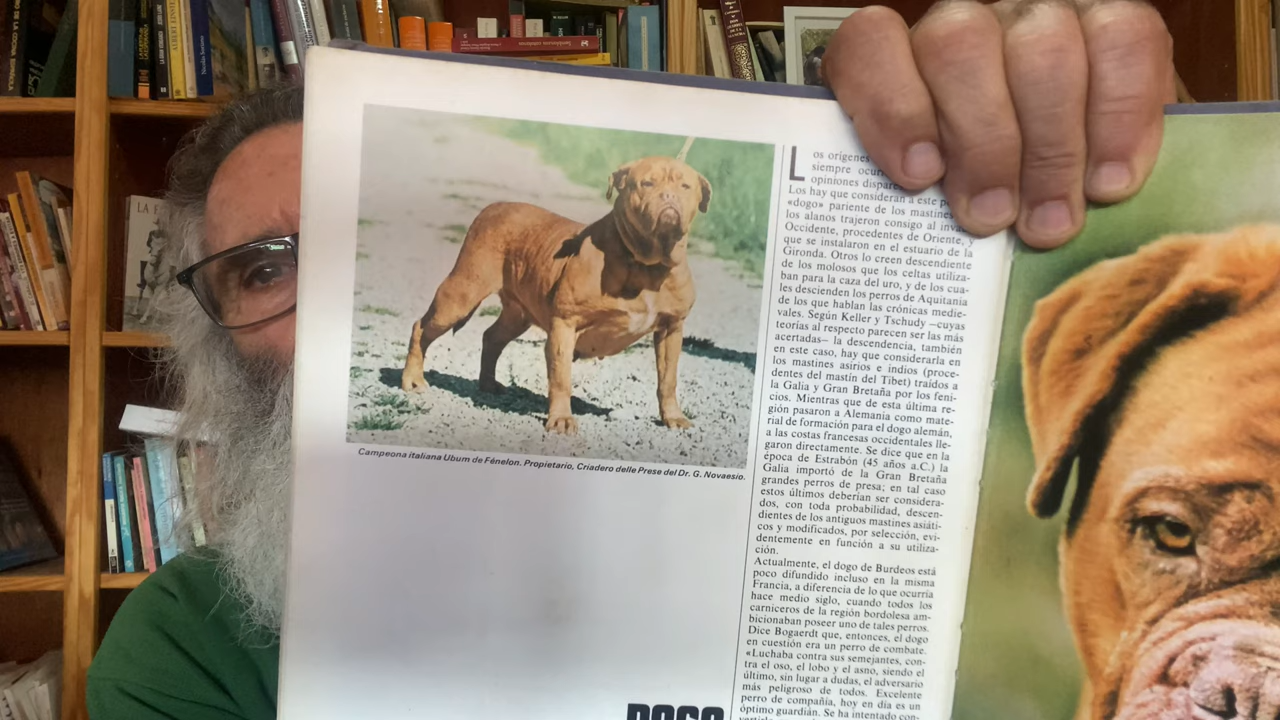 ALBERT EINST
LA F
Campeona italiana Ubum de Fénelon. Propietario, Criadero delle Prese del Dr. G. Novaesio.
Los orígenes
siempre ocur
opiniones dispare
Los hay que consideran a este p
«dogo» pariente de los mastines
los alanos trajeron consigo al inva
Occidente, procedentes de Oriente, y
que se instalaron en el estuario de la
Gironda. Otros lo creen descendiente
de los molosos que los celtas utiliza-
ban para la caza del uro, y de los cua-
les descienden los perros de Aquitania
de los que hablan las crónicas medie-
vales. Según Keller y Tschudy —cuyas
teorías al respecto parecen ser las más
acertadas— la descendencia, también
en este caso, hay que considerarla en
los mastines asirios e indios (proce-
dentes del mastín del Tibet) traídos a
la Galia y Gran Bretaña por los feni-
cios. Mientras que de esta última re-
gión pasaron a Alemania como mate-
rial de formación para el dogo alemán,
a las costas francesas occidentales lle-
garon directamente. Se dice que en la
época de Estrabón (45 años a.C.) la
Galia importó de la Gran Bretaña
grandes perros de presa; en tal caso
estos últimos deberían ser considera-
dos, con toda probabilidad, descen-
dientes de los antiguos mastines asiáti-
cos y modificados, por selección, evi-
dentemente en función a su utiliza-
ción.
Actualmente, el dogo de Burdeos está
poco difundido incluso en la misma
Francia, a diferencia de lo que ocurría
hace medio siglo, cuando todos los
carniceros de la región bordolesa am-
bicionaban poseer uno de tales perros.
Dice Bogaerdt que, entonces, el dogo
en cuestión era un perro de combate.
«Luchaba contra sus semejantes, con-
tra el oso, el lobo y el asno, siendo el
último, sin lugar a dudas, el adversario
más peligroso de todos. Excelente
perro de compañía, hoy en día es un
óptimo guardián. Se ha intentado con-
DOGO